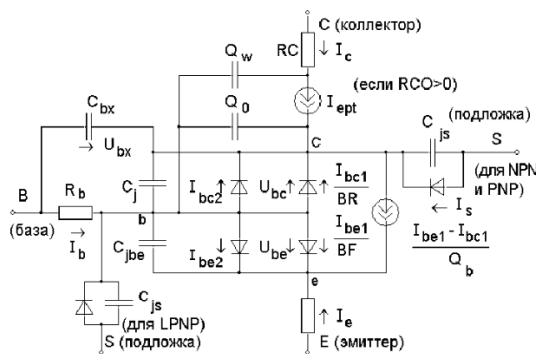 C (коллектор)
RC
I_c
Q_w
(если RCO>0)
Q_0
I_ept
(подложка)
C_bx
C
C_js
S
U_bx
(для NPN
и PNP)
B
R_b
C_j
I_bc2
U_bc
I_bc1
BR
I_s
b
(база)
I_b
C_jbe
I_be2
U_be
I_be1
BF
I_be1 - I_bc1
Q_b
e
C_js
(для LPNP)
I_e
S (подложка)
E (эмиттер)